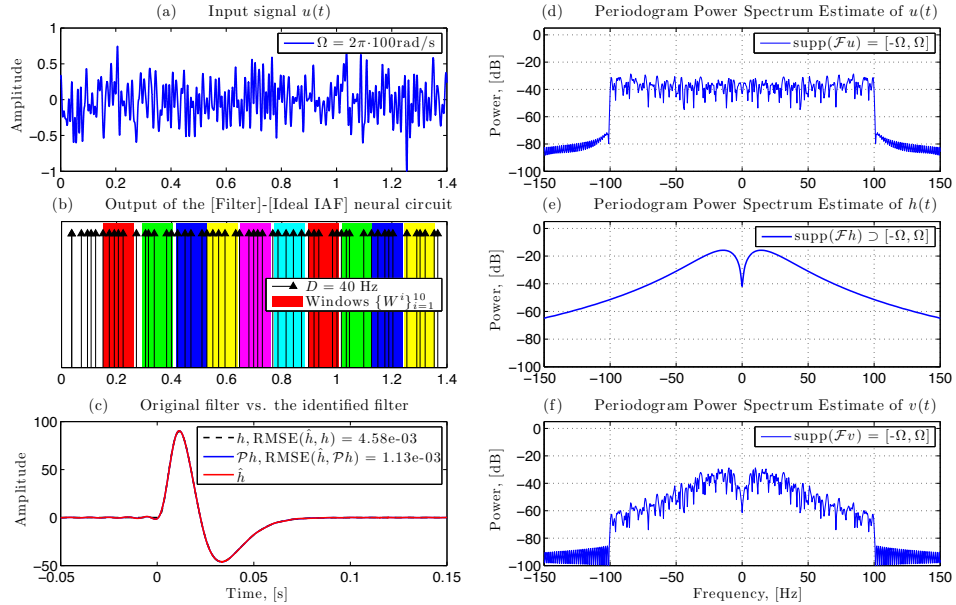 (a) Input signal u(t)
Amplitude
1
0.5
0
−0.5
−1
Ω = 2π·100rad/s
0 0.2 0.4 0.6 0.8 1 1.2 1.4
(b) Output of the [Filter]-[Ideal IAF] neural circuit
D = 40 Hz
Windows {W^i}_{i=1}^{10}
0 0.2 0.4 0.6 0.8 1 1.2 1.4
(c) Original filter vs. the identified filter
Amplitude
100
50
0
−50
h, RMSE(ĥ, h) = 4.58e-03
𝒫h, RMSE(ĥ, 𝒫h) = 1.13e-03
ĥ
−0.05 0 0.05 0.1 0.15
Time, [s]
(d) Periodogram Power Spectrum Estimate of u(t)
Power, [dB]
0
−20
−40
−60
−80
−100
supp(ℱu) = [-Ω, Ω]
−150 −100 −50 0 50 100 150
(e) Periodogram Power Spectrum Estimate of h(t)
Power, [dB]
0
−20
−40
−60
−80
−100
supp(ℱh) ⊃ [-Ω, Ω]
−150 −100 −50 0 50 100 150
(f) Periodogram Power Spectrum Estimate of v(t)
Power, [dB]
0
−20
−40
−60
−80
−100
supp(ℱv) = [-Ω, Ω]
−150 −100 −50 0 50 100 150
Frequency, [Hz]